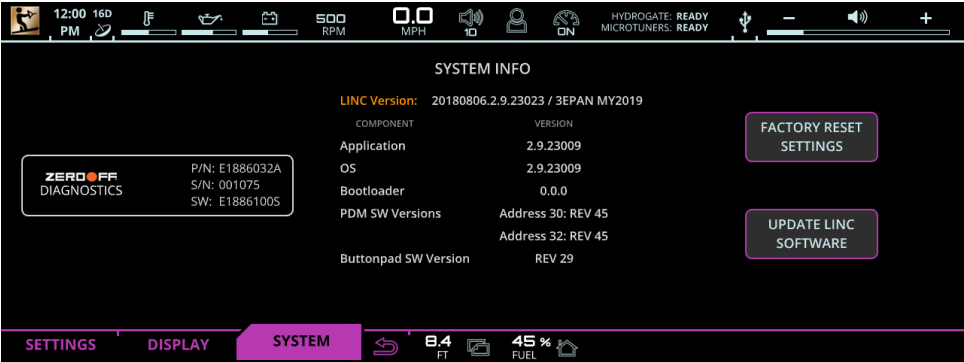 12:00 16D
PM
500
RPM
0.0
MPH
10
ON
HYDROGATE: READY
MICROTUNERS: READY
SYSTEM INFO
LINC Version: 20180806.2.9.23023 / 3EPAN MY2019
COMPONENT VERSION
Application 2.9.23009
OS 2.9.23009
Bootloader 0.0.0
PDM SW Versions Address 30: REV 45
Address 32: REV 45
Buttonpad SW Version REV 29
ZEROOFF
DIAGNOSTICS
P/N: E1886032A
S/N: 001075
SW: E1886100S
FACTORY RESET
SETTINGS
UPDATE LINC
SOFTWARE
SETTINGS DISPLAY SYSTEM
8.4
FT
45 %
FUEL